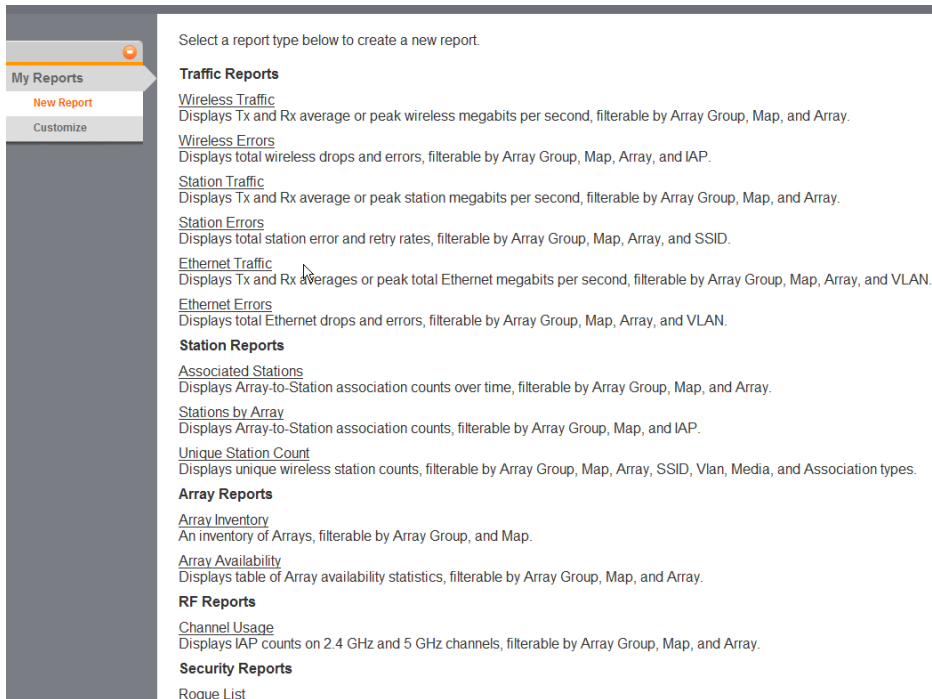 Select a report type below to create a new report.
My Reports
New Report
Customize
Traffic Reports
Wireless Traffic
Displays Tx and Rx average or peak wireless megabits per second, filterable by Array Group, Map, and Array.
Wireless Errors
Displays total wireless drops and errors, filterable by Array Group, Map, Array, and IAP.
Station Traffic
Displays Tx and Rx average or peak station megabits per second, filterable by Array Group, Map, and Array.
Station Errors
Displays total station error and retry rates, filterable by Array Group, Map, Array, and SSID.
Ethernet Traffic
Displays Tx and Rx averages or peak total Ethernet megabits per second, filterable by Array Group, Map, Array, and VLAN.
Ethernet Errors
Displays total Ethernet drops and errors, filterable by Array Group, Map, Array, and VLAN.
Station Reports
Associated Stations
Displays Array-to-Station association counts over time, filterable by Array Group, Map, and Array.
Stations by Array
Displays Array-to-Station association counts, filterable by Array Group, Map, and IAP.
Unique Station Count
Displays unique wireless station counts, filterable by Array Group, Map, Array, SSID, Vlan, Media, and Association types.
Array Reports
Array Inventory
An inventory of Arrays, filterable by Array Group, and Map.
Array Availability
Displays table of Array availability statistics, filterable by Array Group, Map, and Array.
RF Reports
Channel Usage
Displays IAP counts on 2.4 GHz and 5 GHz channels, filterable by Array Group, Map, and Array.
Security Reports
Rogue List